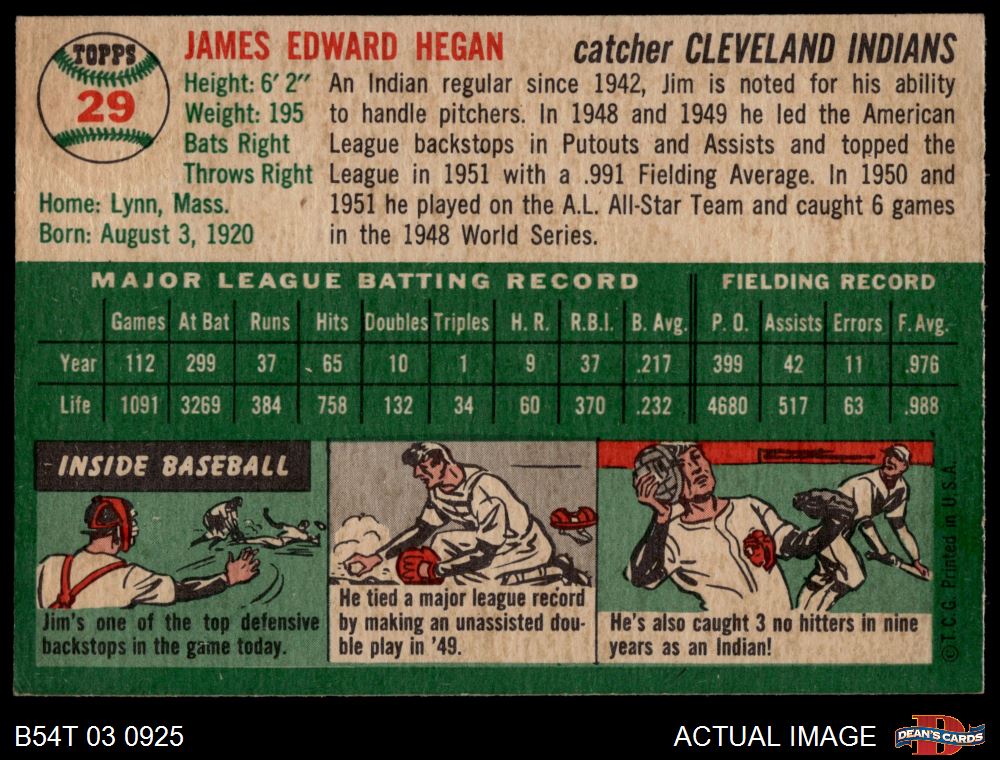 TOPPS
29
JAMES EDWARD HEGAN
catcher CLEVELAND INDIANS
Height: 6' 2"
Weight: 195
Bats Right
Throws Right
Home: Lynn, Mass.
Born: August 3, 1920
An Indian regular since 1942, Jim is noted for his ability
to handle pitchers. In 1948 and 1949 he led the American
League backstops in Putouts and Assists and topped the
League in 1951 with a .991 Fielding Average. In 1950 and
1951 he played on the A.L. All-Star Team and caught 6 games
in the 1948 World Series.
MAJOR LEAGUE BATTING RECORD FIELDING RECORD
Games At Bat Runs Hits Doubles Triples H. R. R.B.I. B. Avg. P. O. Assists Errors F. Avg.
Year 112 299 37 65 10 1 9 37 .217 399 42 11 .976
Life 1091 3269 384 758 132 34 60 370 .232 4680 517 63 .988
INSIDE BASEBALL
Jim's one of the top defensive
backstops in the game today.
He tied a major league record
by making an unassisted dou-
ble play in '49.
He's also caught 3 no hitters in nine
years as an Indian!
© T.C.G. Printed in U.S.A.
B54T 03 0925
ACTUAL IMAGE
D
DEAN'S CARDS